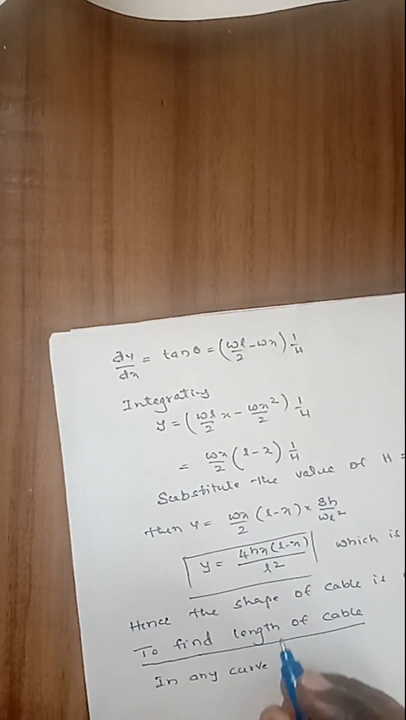 dy/dx = tanθ = (wl/2 - wx) 1/H
Integrating
y = (wl/2 x - wx²/2) 1/H
= wx/2 (l-x) 1/H
Substitute the value of H =
then y = wx/2 (l-x) × 8h/wl²
y = 4hx(l-x)/l² which is
Hence the shape of cable is
To find length of cable
In any curve